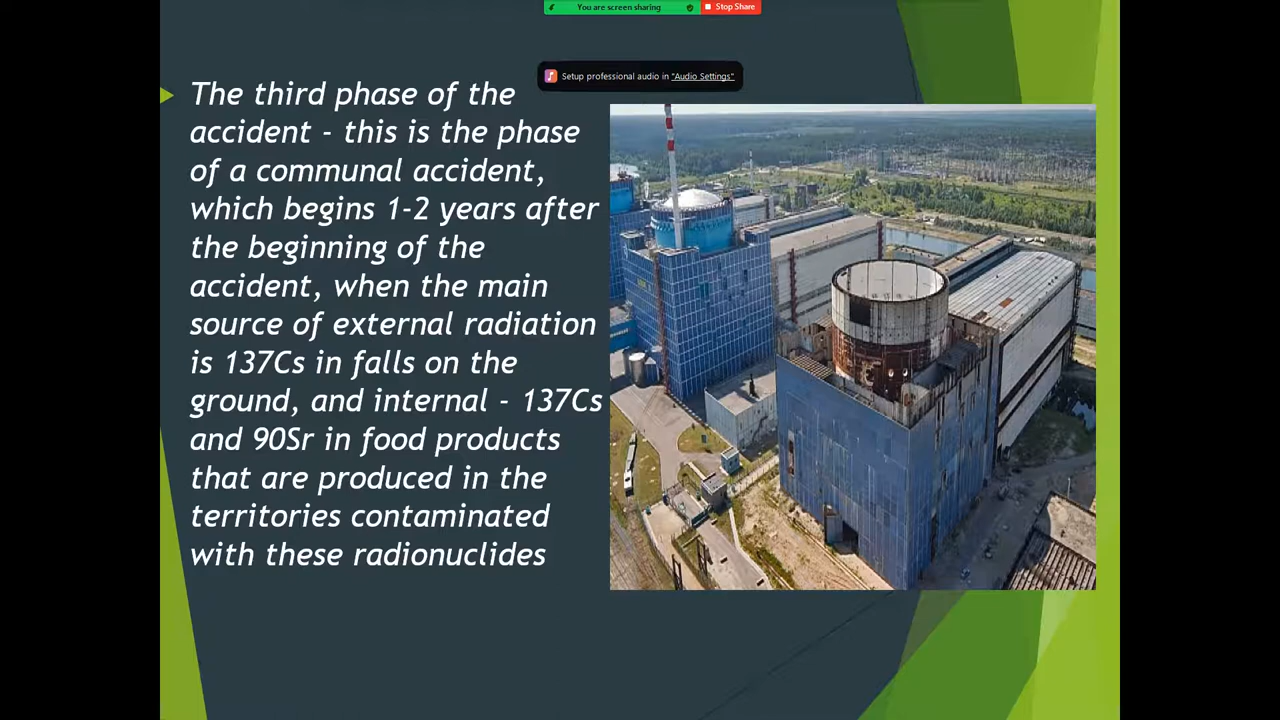 You are screen sharing
Stop Share
Setup professional audio in "Audio Settings"
The third phase of the
accident - this is the phase
of a communal accident,
which begins 1-2 years after
the beginning of the
accident, when the main
source of external radiation
is 137Cs in falls on the
ground, and internal - 137Cs
and 90Sr in food products
that are produced in the
territories contaminated
with these radionuclides